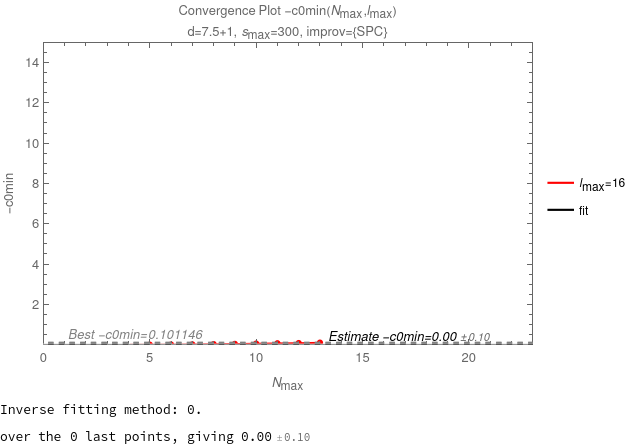 Convergence Plot −c0min(Nmax,lmax)
d=7.5+1, smax=300, improv={SPC}
14
12
10
8
6
4
2
−c0min
lmax=16
fit
Best −c0min=0.101146
Estimate −c0min=0.00 ±0.10
0 5 10 15 20
Nmax
Inverse fitting method: 0.
over the 0 last points, giving 0.00 ±0.10